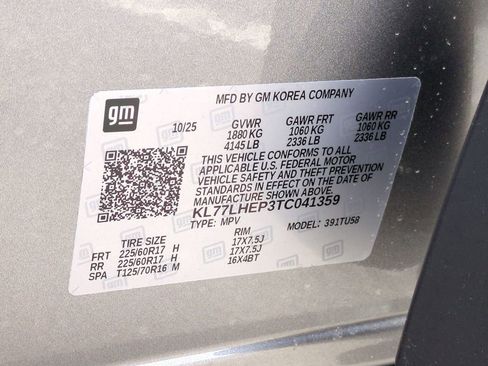 gm
MFD BY GM KOREA COMPANY
10/25 GVWR GAWR FRT GAWR RR
1880 KG 1060 KG 1060 KG
4145 LB 2336 LB 2336 LB
THIS VEHICLE CONFORMS TO ALL
APPLICABLE U.S. FEDERAL MOTOR
VEHICLE SAFETY AND THEFT PREVENTION
STANDARDS IN EFFECT ON THE DATE OF
MANUFACTURE SHOWN ABOVE.
KL77LHEP3TC041359
TYPE: MPV MODEL: 391TU58
TIRE SIZE RIM
FRT 225/60R17 H 17X7.5J
RR 225/60R17 H 17X7.5J
SPA T125/70R16 M 16X4BT